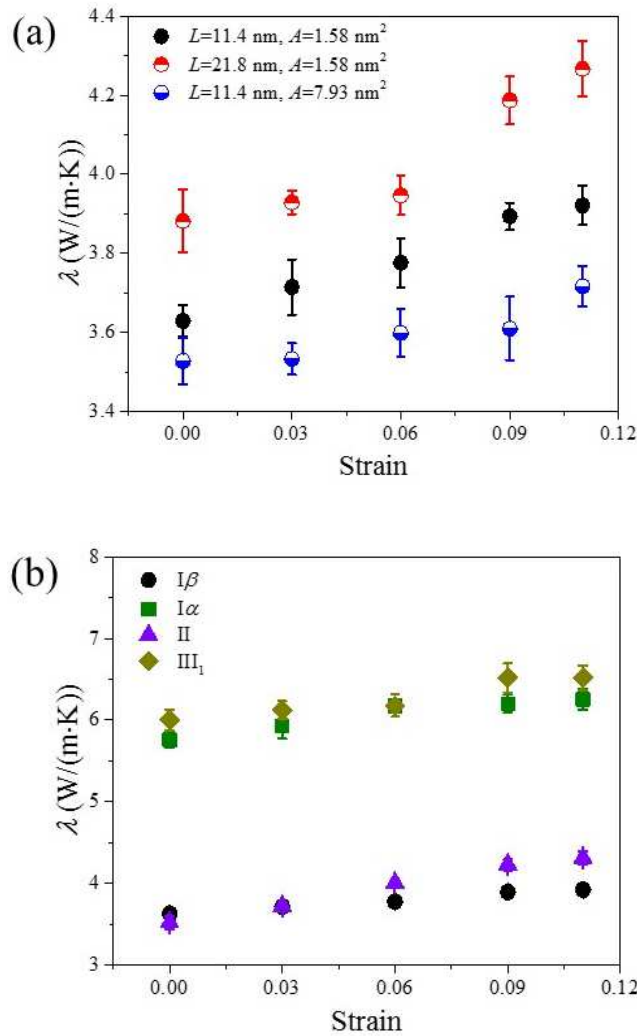 (a)
L=11.4 nm, A=1.58 nm²
L=21.8 nm, A=1.58 nm²
L=11.4 nm, A=7.93 nm²
λ (W/(m·K))
4.4
4.2
4.0
3.8
3.6
3.4
0.00 0.03 0.06 0.09 0.12
Strain
(b)
Iβ
Iα
II
III₁
λ (W/(m·K))
8
7
6
5
4
3
0.00 0.03 0.06 0.09 0.12
Strain